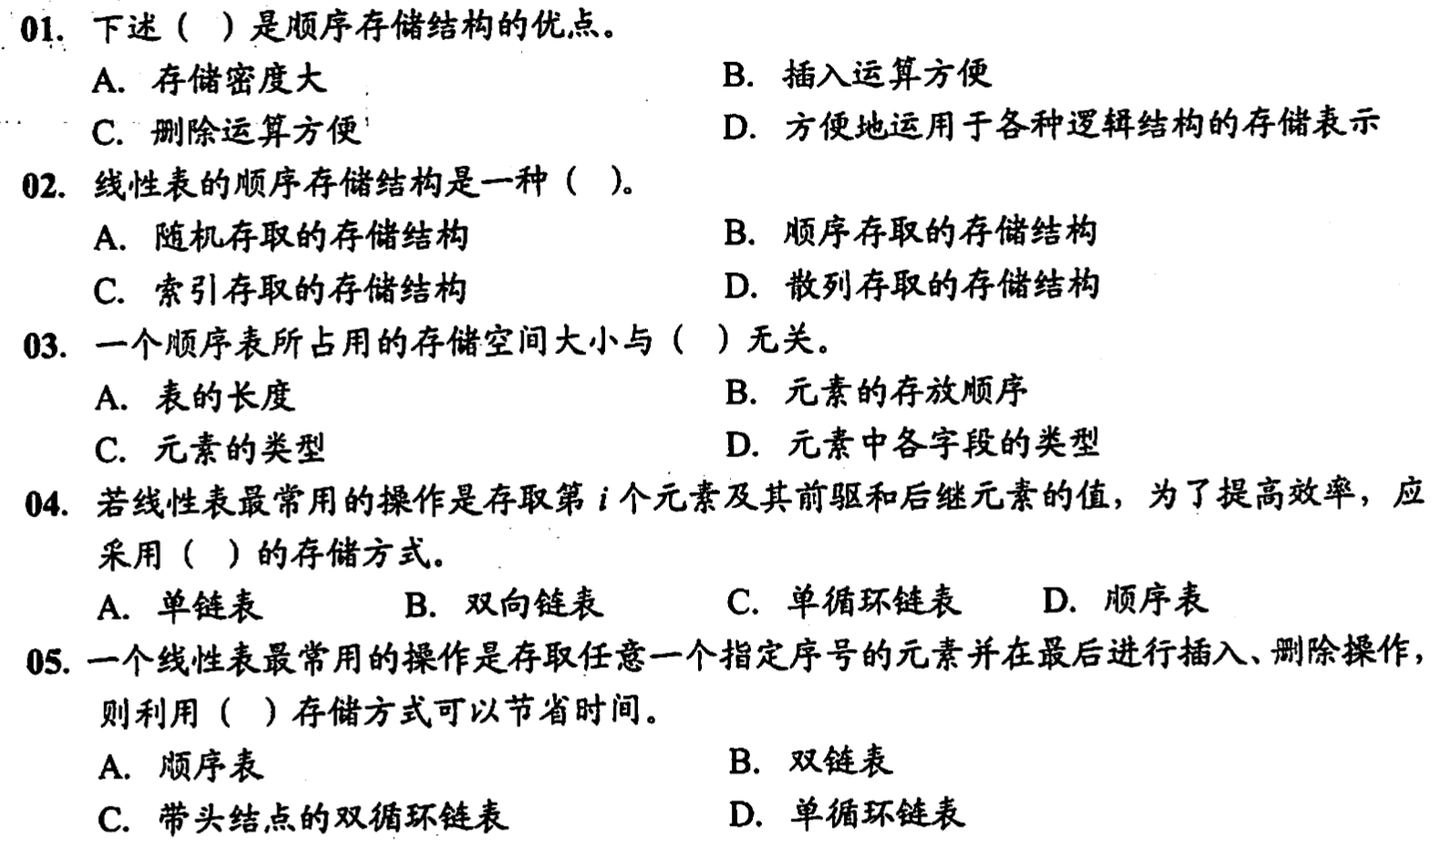 01. 下述（ ）是顺序存储结构的优点。
A. 存储密度大 B. 插入运算方便
C. 删除运算方便 D. 方便地运用于各种逻辑结构的存储表示
02. 线性表的顺序存储结构是一种（ ）。
A. 随机存取的存储结构 B. 顺序存取的存储结构
C. 索引存取的存储结构 D. 散列存取的存储结构
03. 一个顺序表所占用的存储空间大小与（ ）无关。
A. 表的长度 B. 元素的存放顺序
C. 元素的类型 D. 元素中各字段的类型
04. 若线性表最常用的操作是存取第 i 个元素及其前驱和后继元素的值，为了提高效率，应
采用（ ）的存储方式。
A. 单链表 B. 双向链表 C. 单循环链表 D. 顺序表
05. 一个线性表最常用的操作是存取任意一个指定序号的元素并在最后进行插入、删除操作，
则利用（ ）存储方式可以节省时间。
A. 顺序表 B. 双链表
C. 带头结点的双循环链表 D. 单循环链表